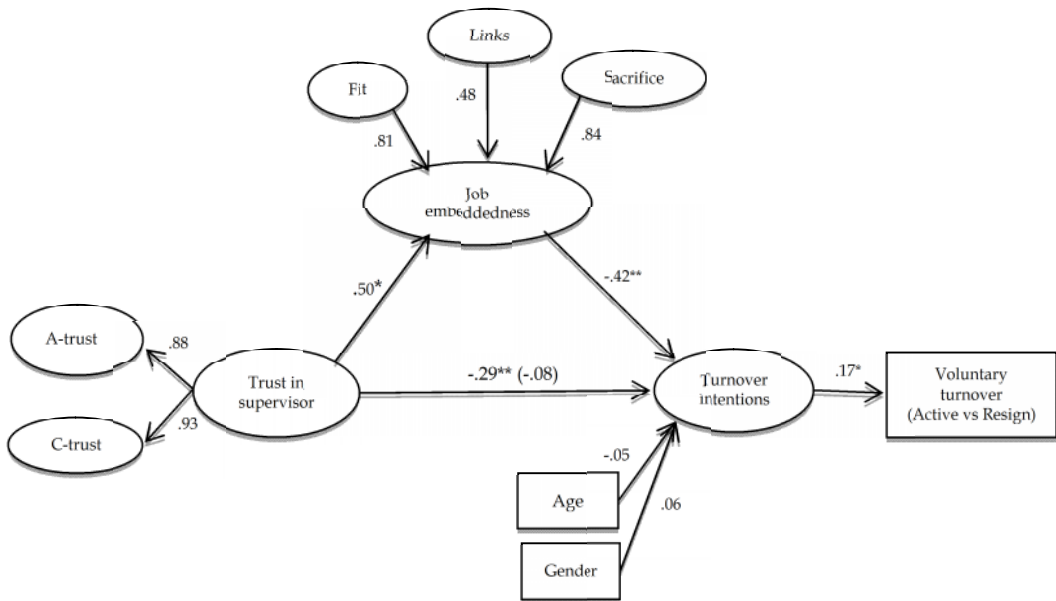 Links
Fit
Sacrifice
.81
.48
.84
Job
embeddedness
.50*
-.42**
A-trust
.88
Trust in
supervisor
C-trust
.93
-.29** (-.08)
Turnover
intentions
.17*
Voluntary
turnover
(Active vs Resign)
-.05
Age
.06
Gender